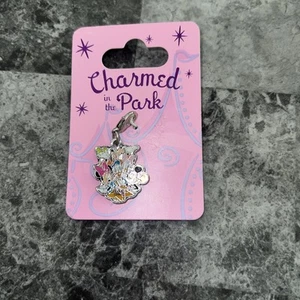 Charmed
in the
Park